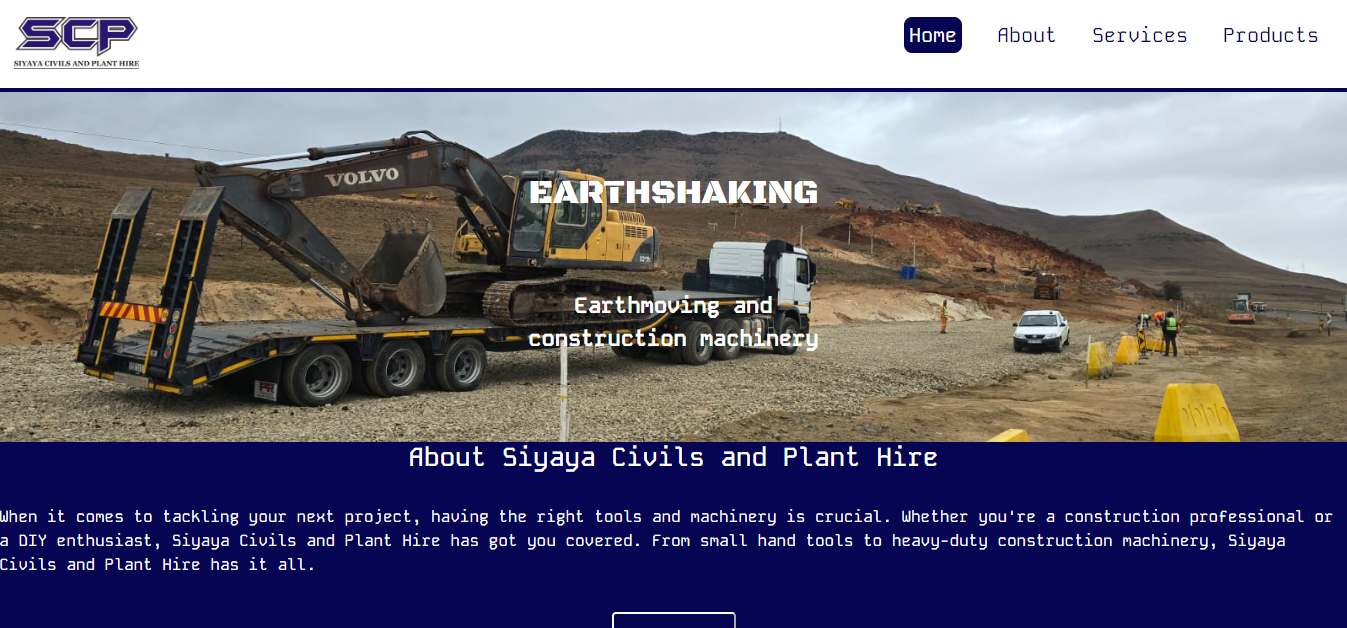 SCP
SIYAYA CIVILS AND PLANT HIRE
Home
About
Services
Products
VOLVO
EARTHSHAKING
Earthmoving and
construction machinery
About Siyaya Civils and Plant Hire
When it comes to tackling your next project, having the right tools and machinery is crucial. Whether you're a construction professional or
a DIY enthusiast, Siyaya Civils and Plant Hire has got you covered. From small hand tools to heavy-duty construction machinery, Siyaya
Civils and Plant Hire has it all.